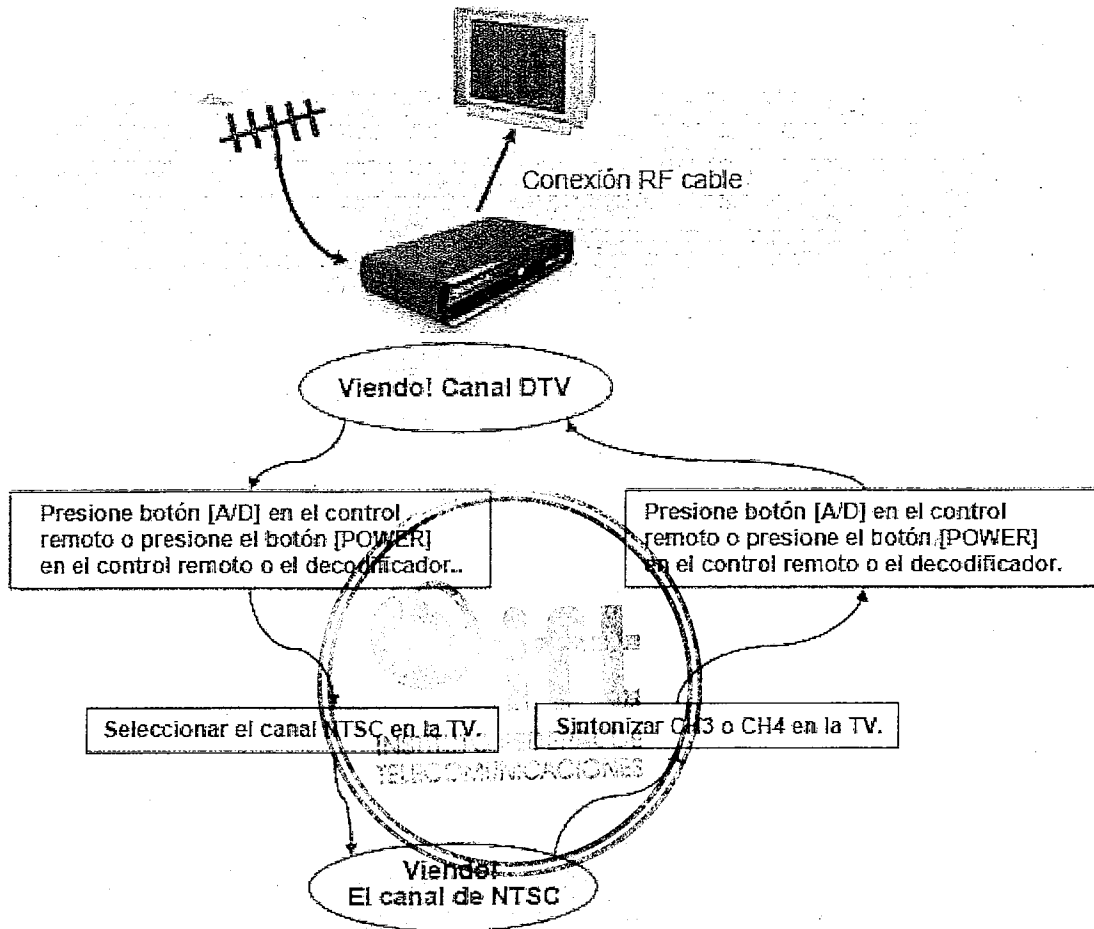 Conexión RF cable
Viendo! Canal DTV
Presione botón [A/D] en el control
remoto o presione el botón [POWER]
en el control remoto o el decodificador..
Presione botón [A/D] en el control
remoto o presione el botón [POWER]
en el control remoto o el decodificador.
ift
Seleccionar el canal NTSC en la TV.
Sintonizar CH3 o CH4 en la TV.
TELECOMUNICACIONES
Viendo!
El canal de NTSC